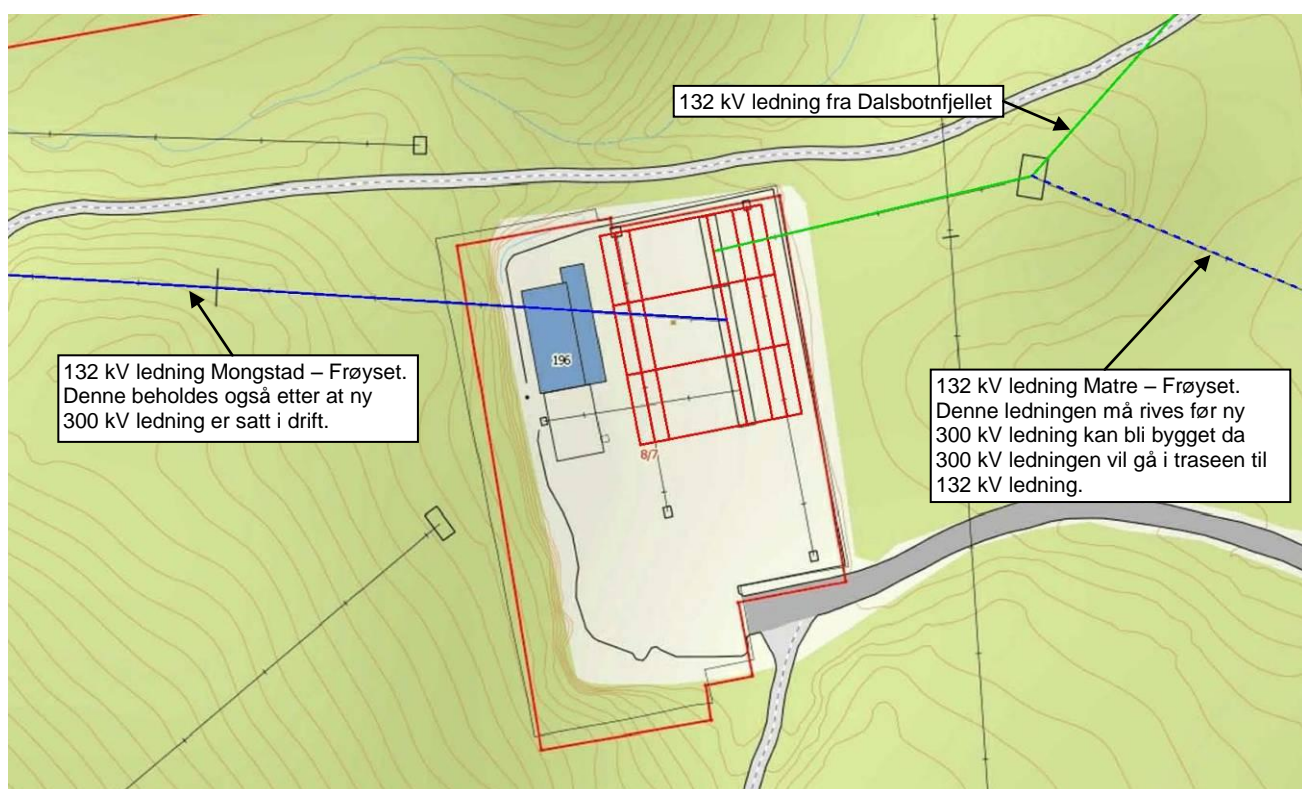 132 kV ledning fra Dalsbotnfjellet
132 kV ledning Mongstad – Frøyset.
Denne beholdes også etter at ny
300 kV ledning er satt i drift.
196
8/7
132 kV ledning Matre – Frøyset.
Denne ledningen må rives før ny
300 kV ledning kan bli bygget da
300 kV ledningen vil gå i traseen til
132 kV ledning.